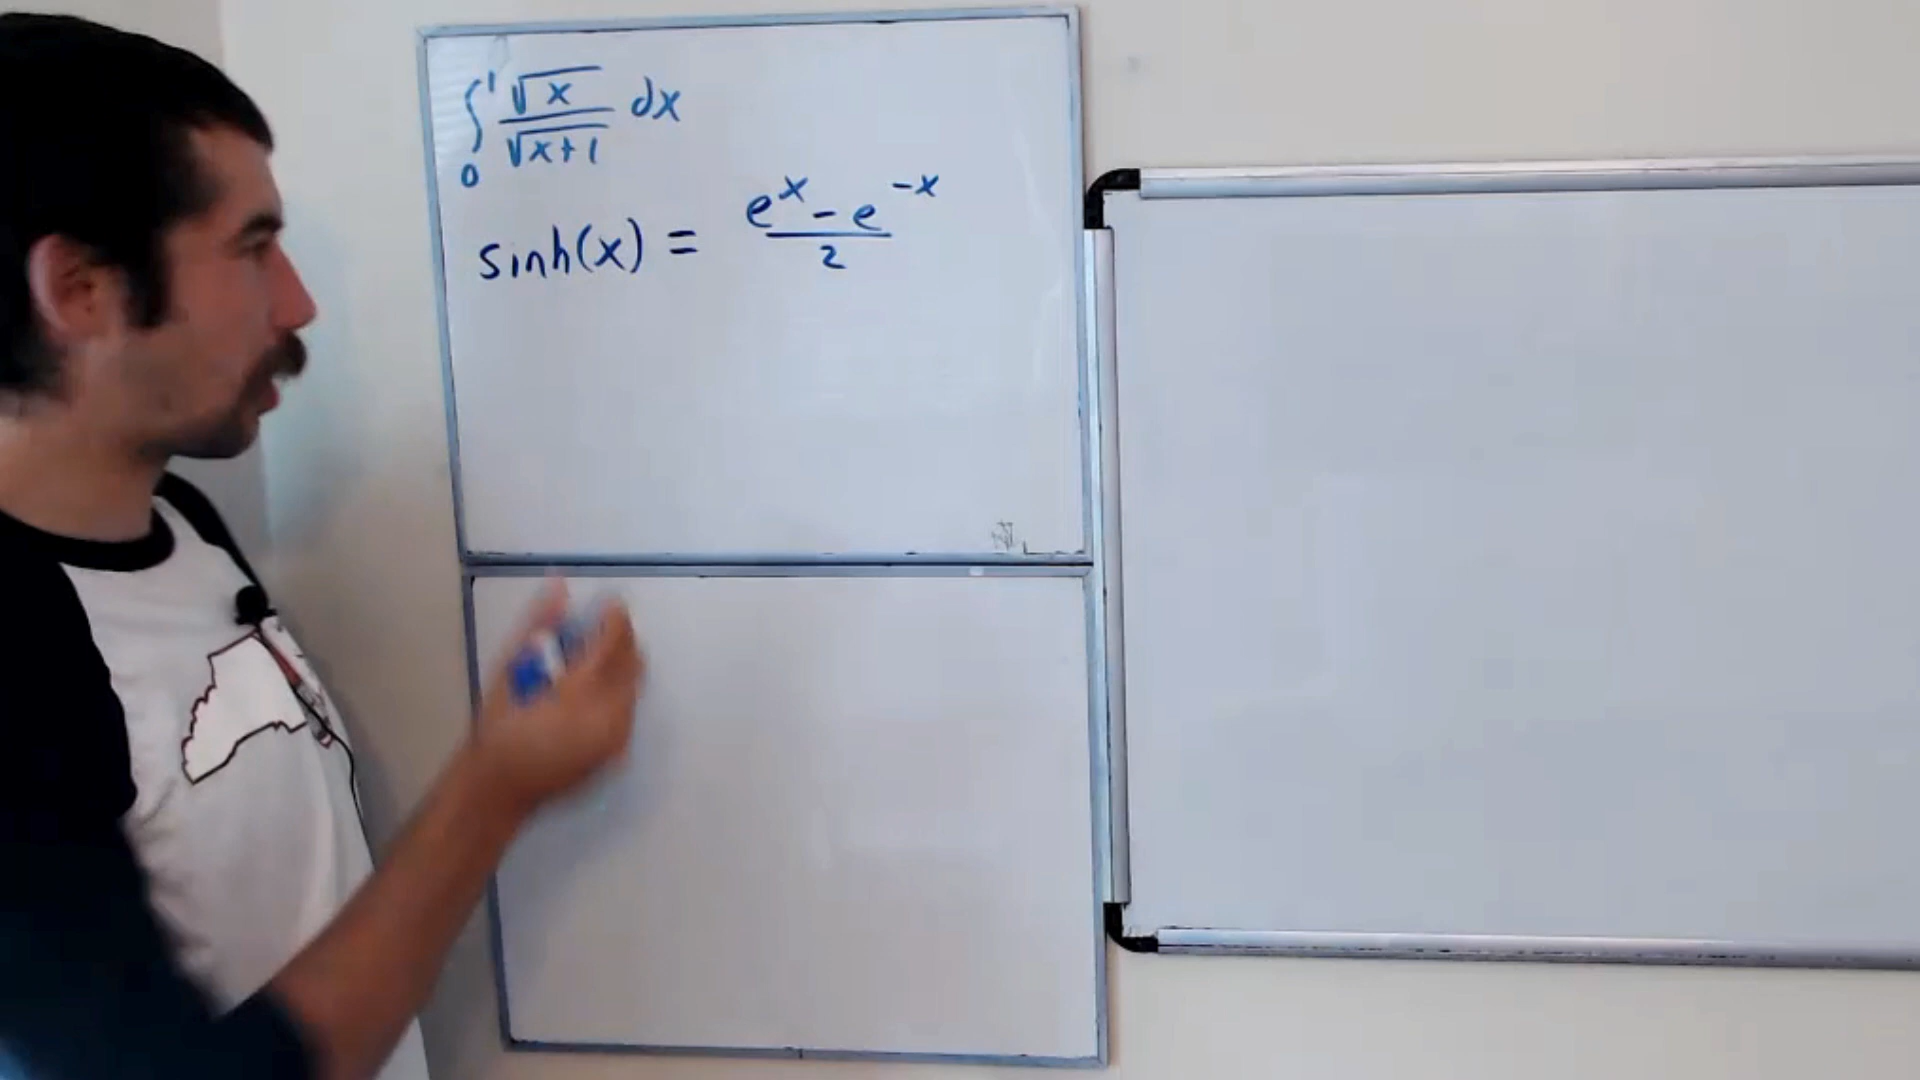 ∫₀¹ √x / √(x+1) dx
sinh(x) = (e^x - e^-x) / 2